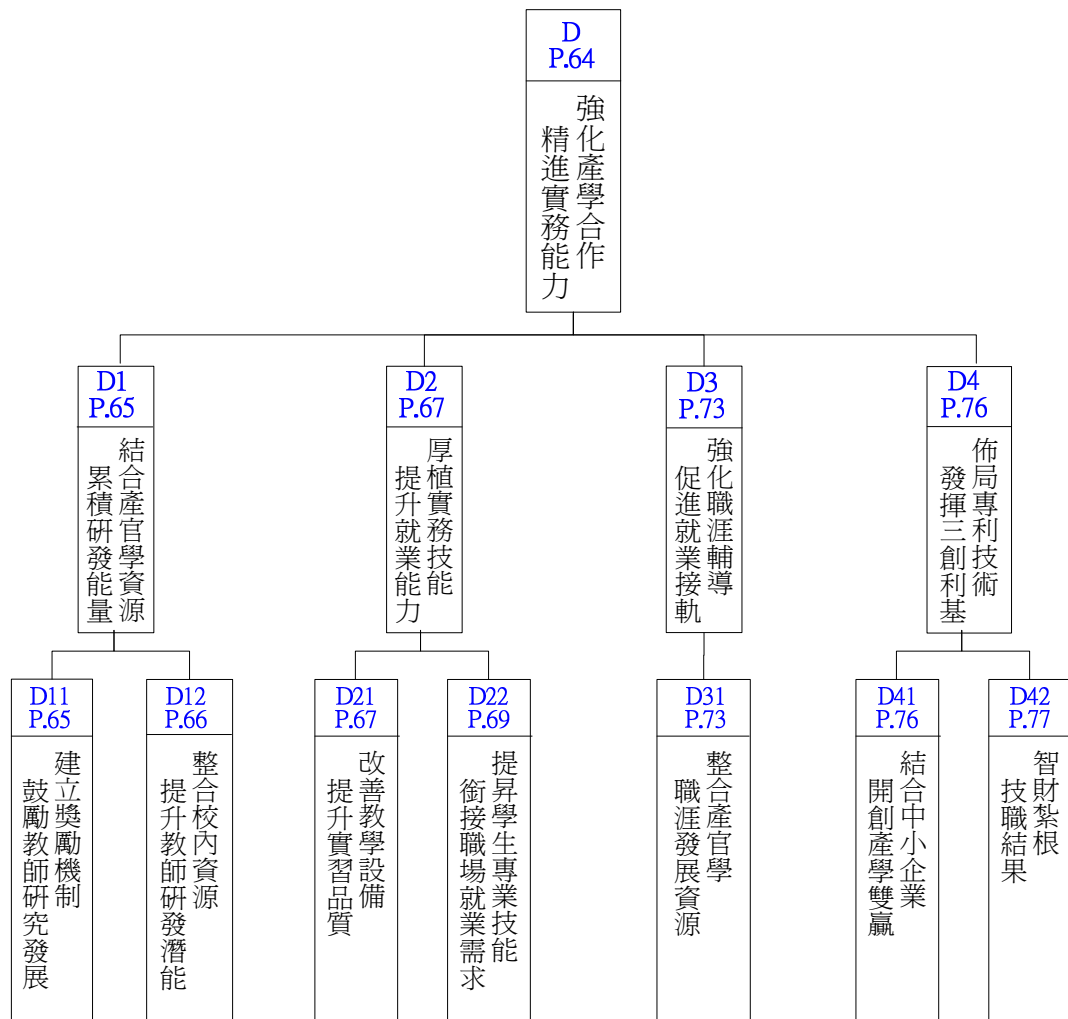 D
P.64
強化產學合作
精進實務能力
D1
P.65
結合產官學資源
累積研發能量
D2
P.67
厚植實務技能
提升就業能力
D3
P.73
強化職涯輔導
促進就業接軌
D4
P.76
佈局專利技術
發揮三創利基
D11
P.65
建立獎勵機制
鼓勵教師研究發展
D12
P.66
整合校內資源
提升教師研發潛能
D21
P.67
改善教學設備
提升實習品質
D22
P.69
提昇學生專業技能
銜接職場就業需求
D31
P.73
整合產官學
職涯發展資源
D41
P.76
結合中小企業
開創產學雙贏
D42
P.77
智財紮根
技職結果